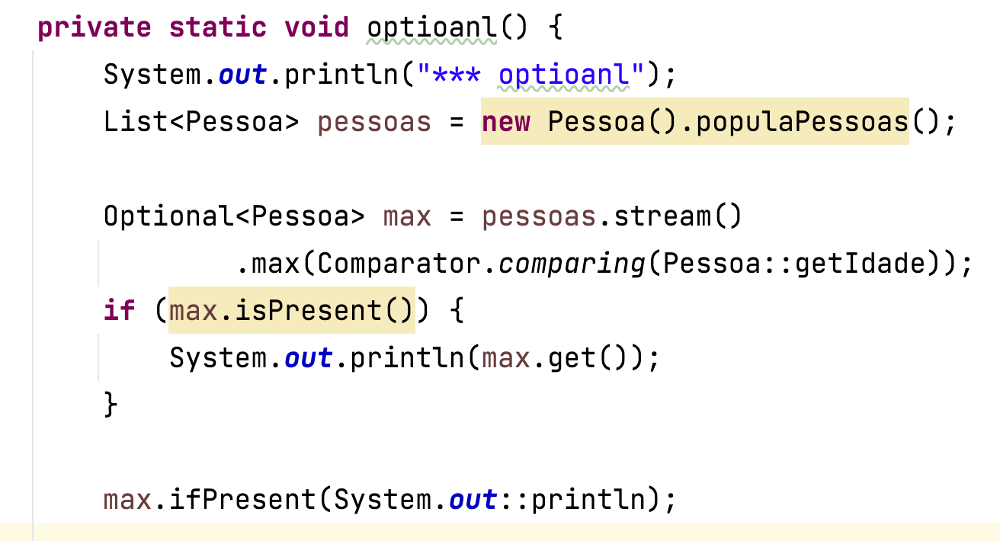 private static void optioanl() {
System.out.println("*** optioanl");
List<Pessoa> pessoas = new Pessoa().populaPessoas();
Optional<Pessoa> max = pessoas.stream()
.max(Comparator.comparing(Pessoa::getIdade));
if (max.isPresent()) {
System.out.println(max.get());
}
max.ifPresent(System.out::println);